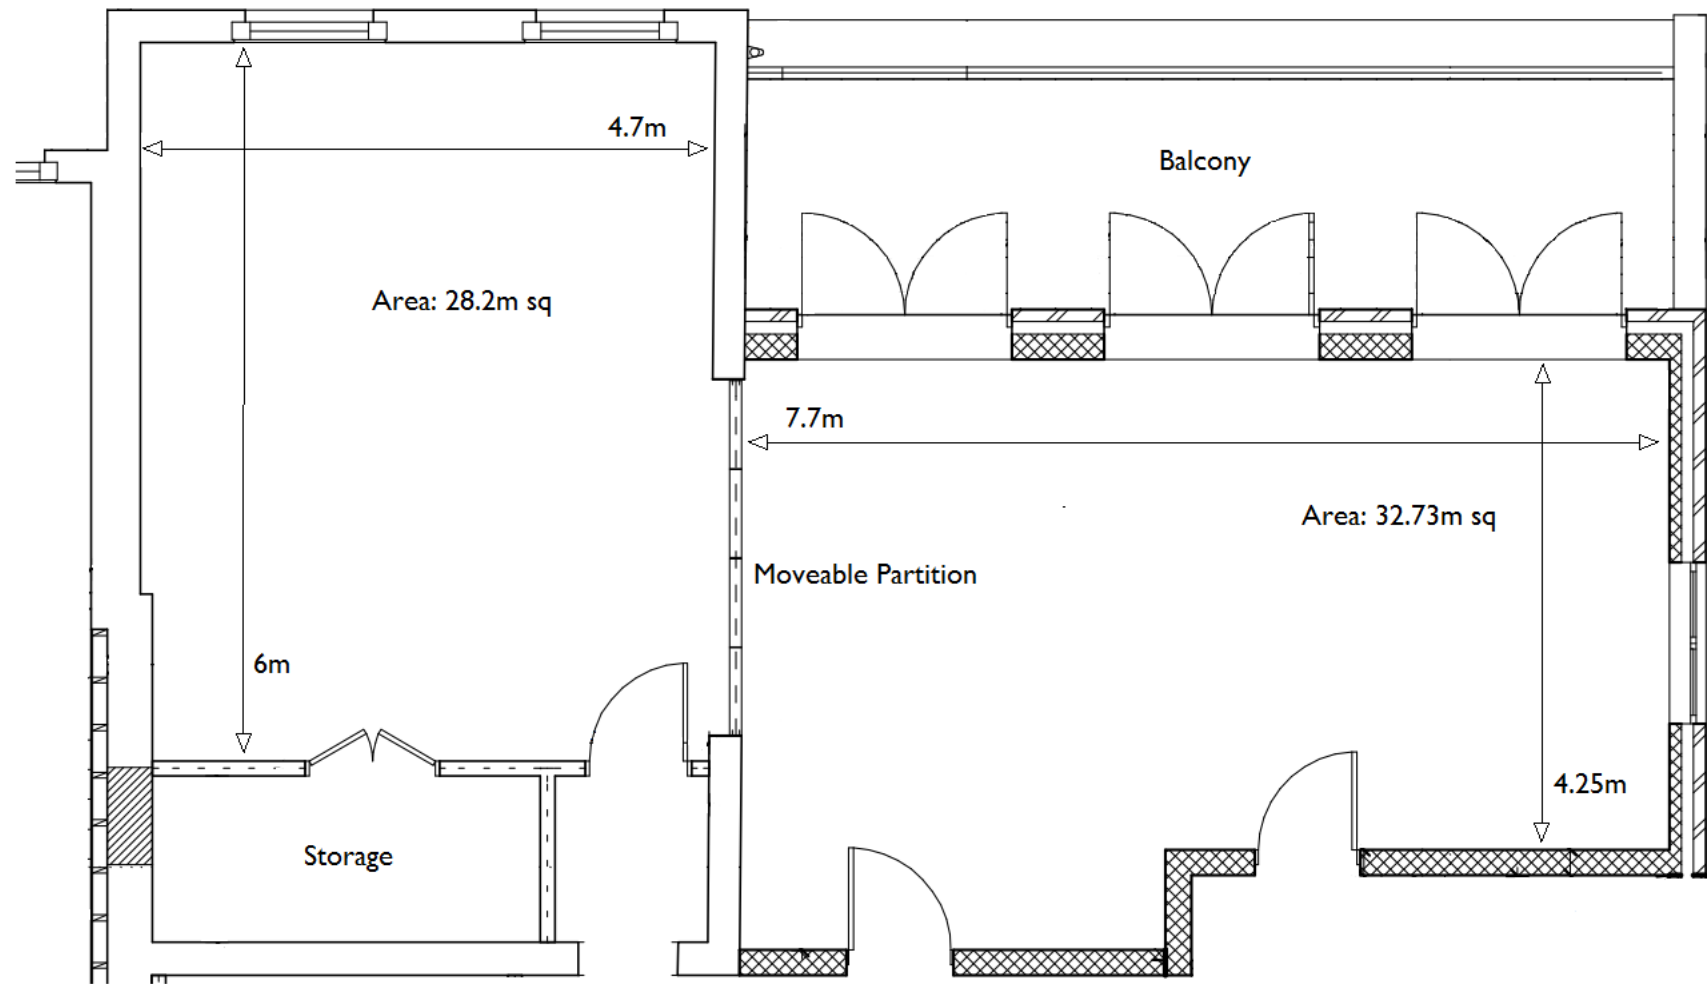 4.7m
Balcony
Area: 28.2m sq
7.7m
Area: 32.73m sq
Moveable Partition
6m
4.25m
Storage